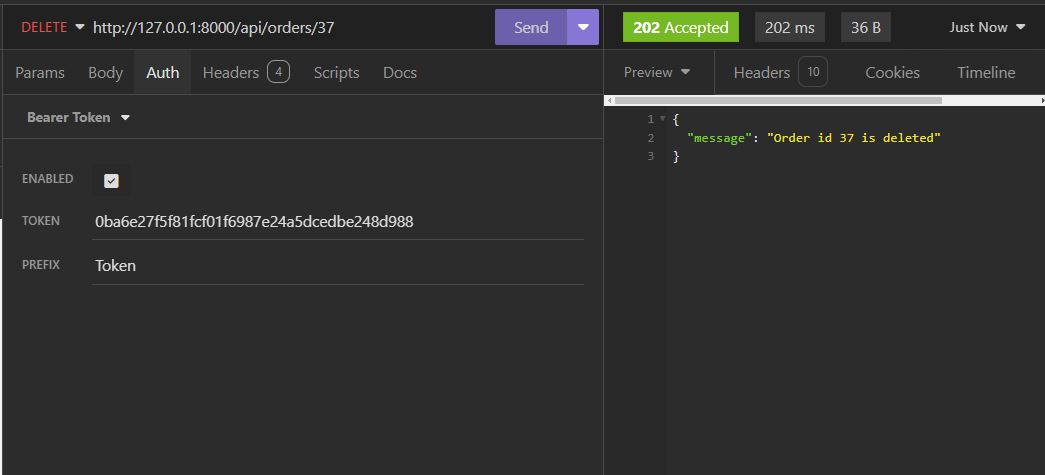 DELETE http://127.0.0.1:8000/api/orders/37 Send
202 Accepted 202 ms 36 B Just Now
Params Body Auth Headers 4 Scripts Docs
Preview Headers 10 Cookies Timeline
Bearer Token
ENABLED
TOKEN 0ba6e27f5f81fcf01f6987e24a5dcedbe248d988
PREFIX Token
1 {
2 "message": "Order id 37 is deleted"
3 }